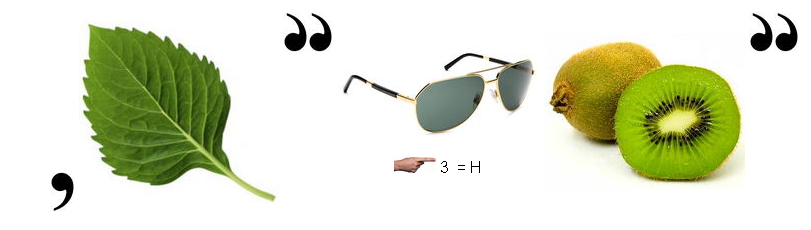 ,
,,
,,
3 = H